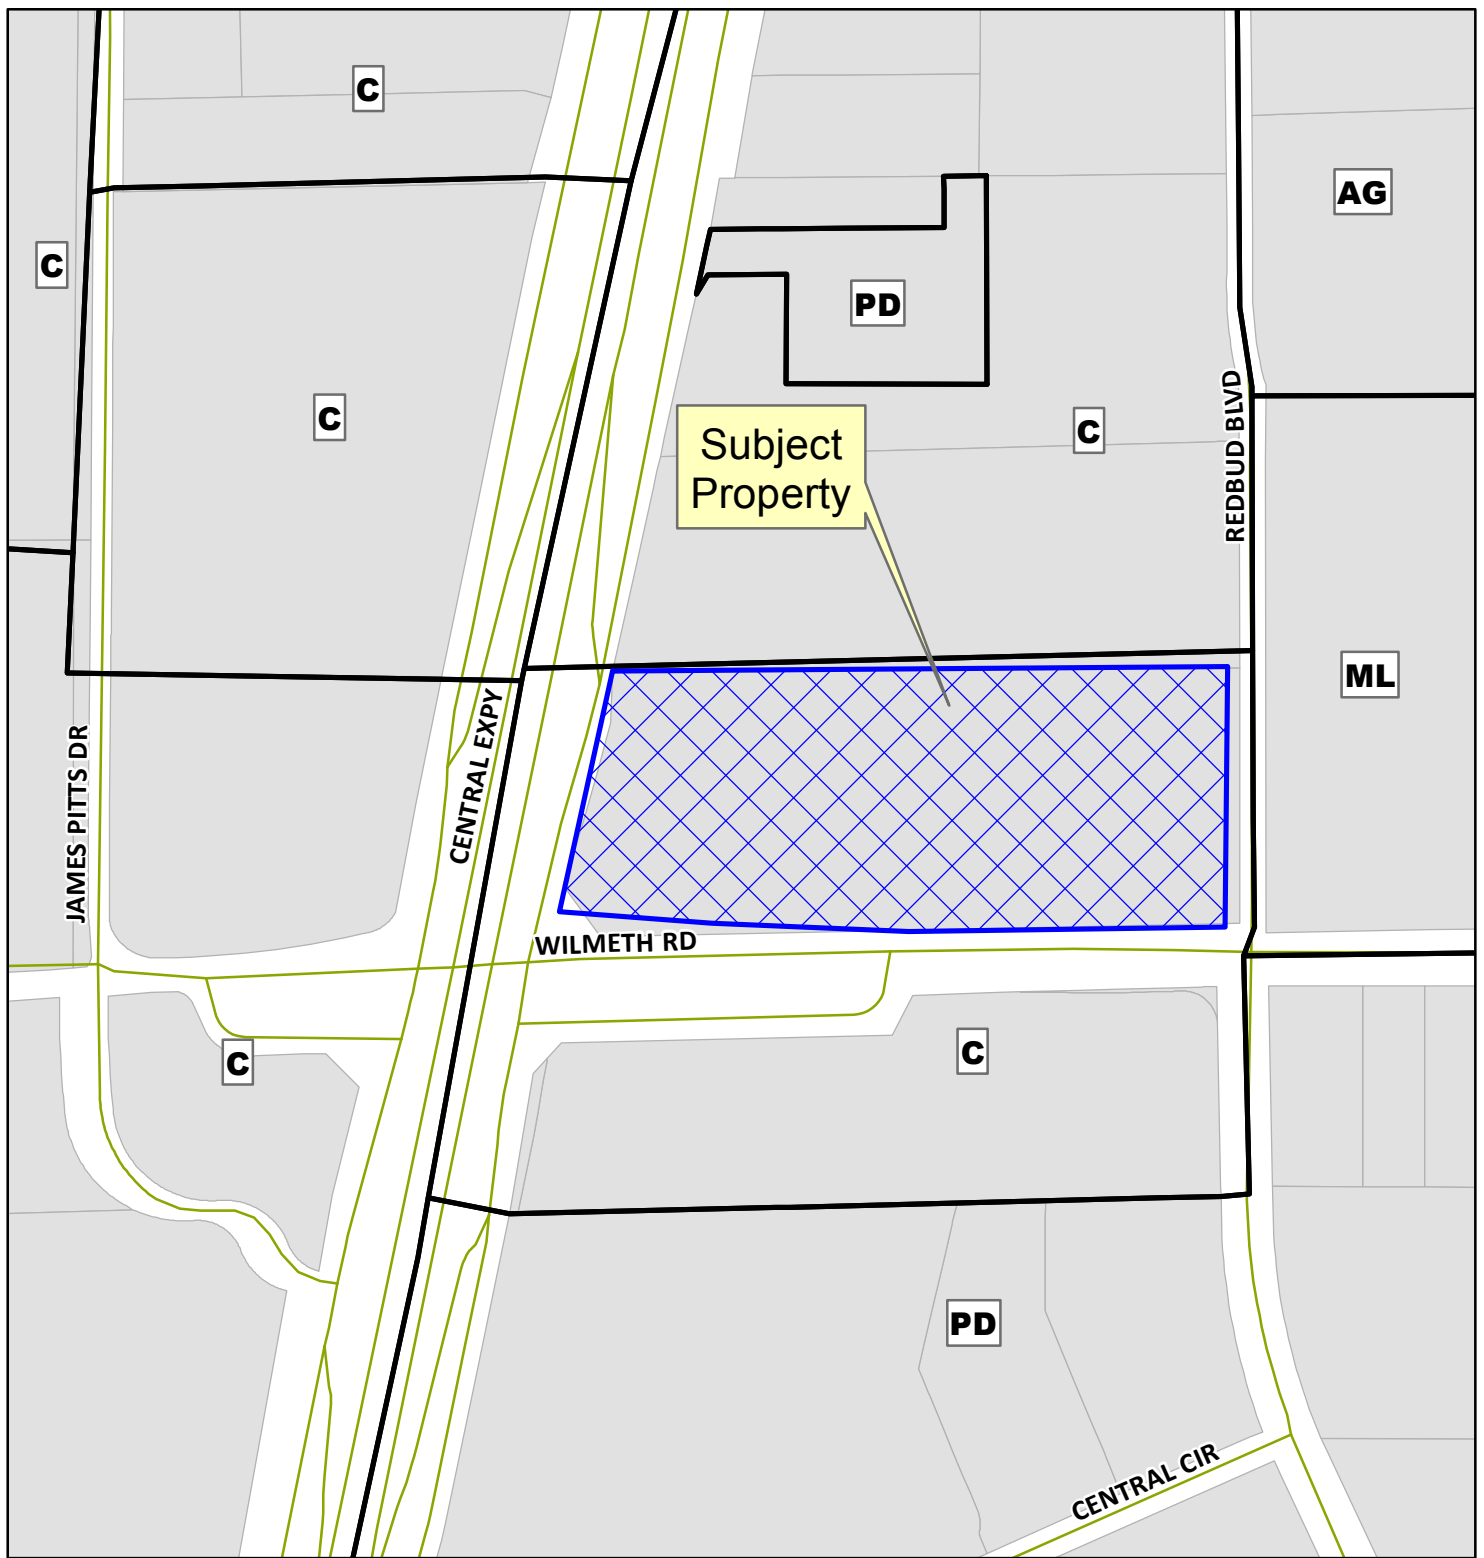 C
AG
C
PD
C
C
REDBUD BLVD
Subject
Property
ML
CENTRAL EXPY
JAMES PITTS DR
WILMETH RD
C
C
PD
CENTRAL CIR